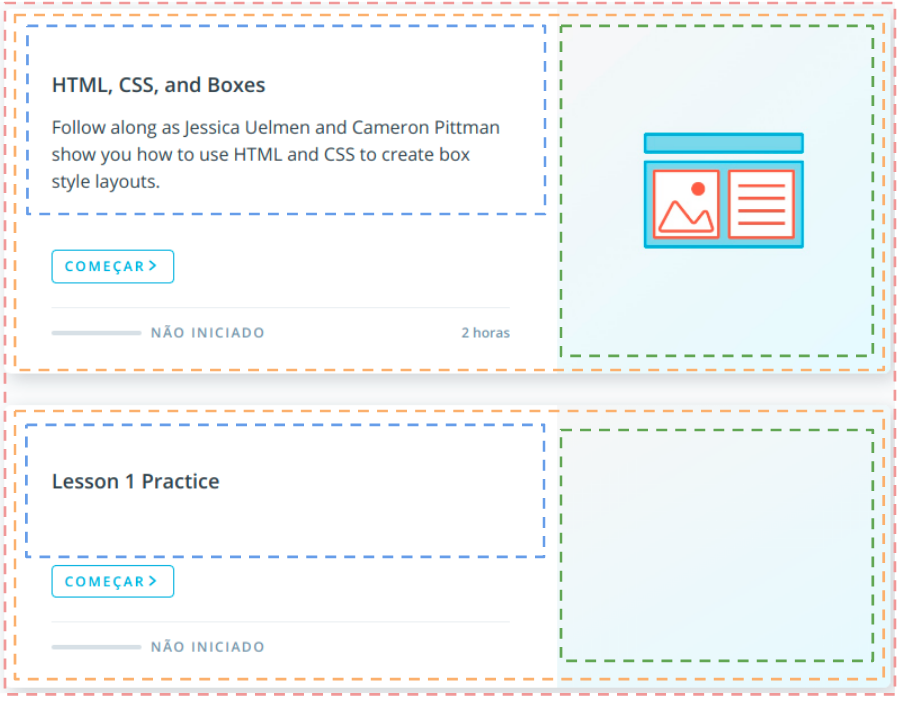 HTML, CSS, and Boxes
Follow along as Jessica Uelmen and Cameron Pittman
show you how to use HTML and CSS to create box
style layouts.
COMEÇAR >
NÃO INICIADO
2 horas
Lesson 1 Practice
COMEÇAR >
NÃO INICIADO